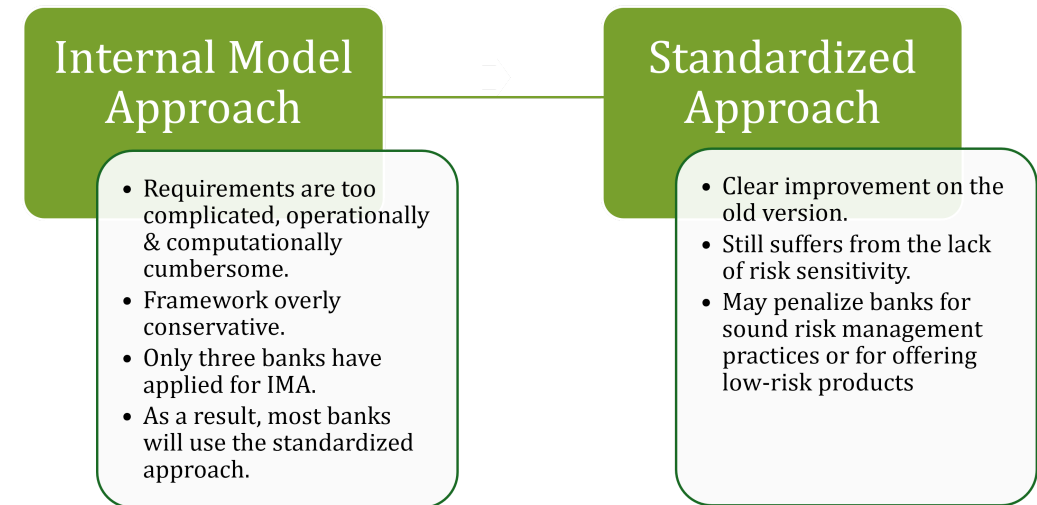 Internal Model
Approach
• Requirements are too
complicated, operationally
& computationally
cumbersome.
• Framework overly
conservative.
• Only three banks have
applied for IMA.
• As a result, most banks
will use the standardized
approach.
Standardized
Approach
• Clear improvement on the
old version.
• Still suffers from the lack
of risk sensitivity.
• May penalize banks for
sound risk management
practices or for offering
low-risk products